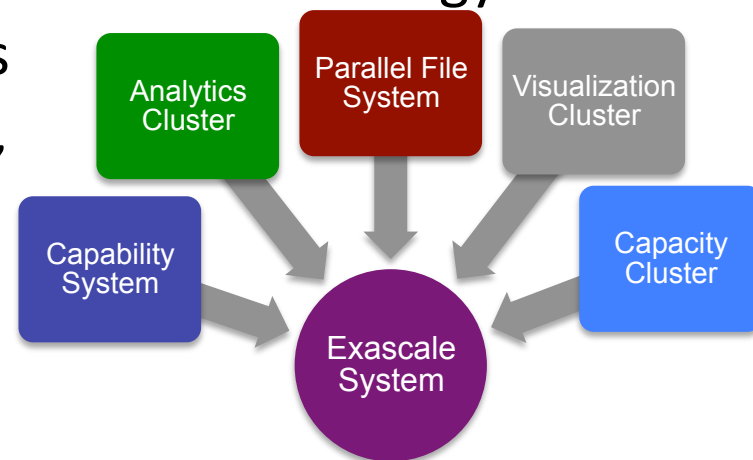 Parallel File
System
Analytics
Cluster
Visualization
Cluster
Capability
System
Capacity
Cluster
Exascale
System